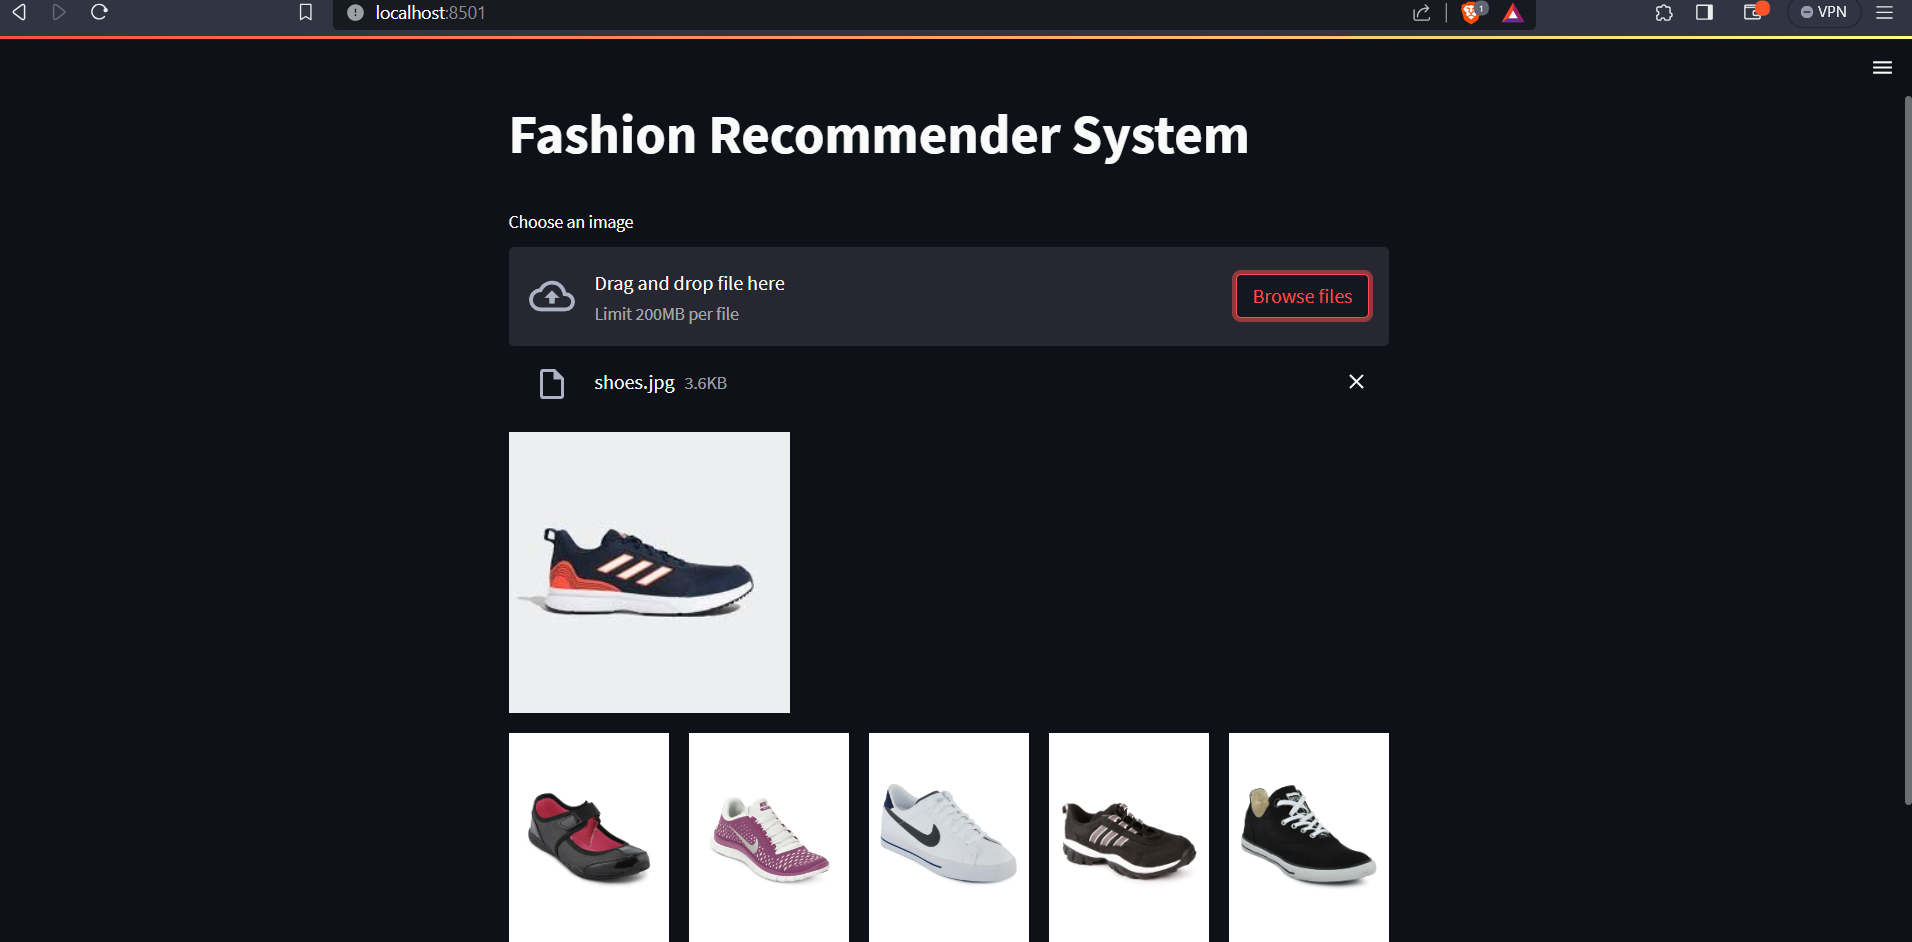 localhost:8501
1
VPN
Fashion Recommender System
Choose an image
Drag and drop file here
Limit 200MB per file
Browse files
shoes.jpg 3.6KB